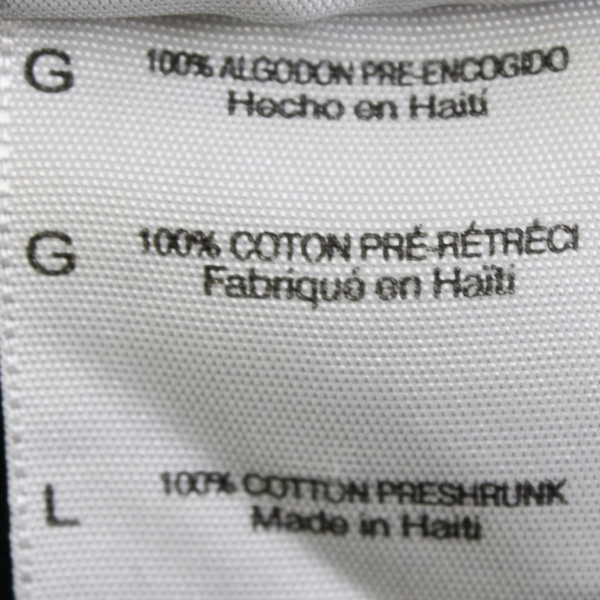 G 100% ALGODON PRE-ENCOGIDO
Hecho en Haití
G 100% COTON PRÉ-RÉTRÉCI
Fabriqué en Haïti
L 100% COTTON PRESHRUNK
Made in Haiti